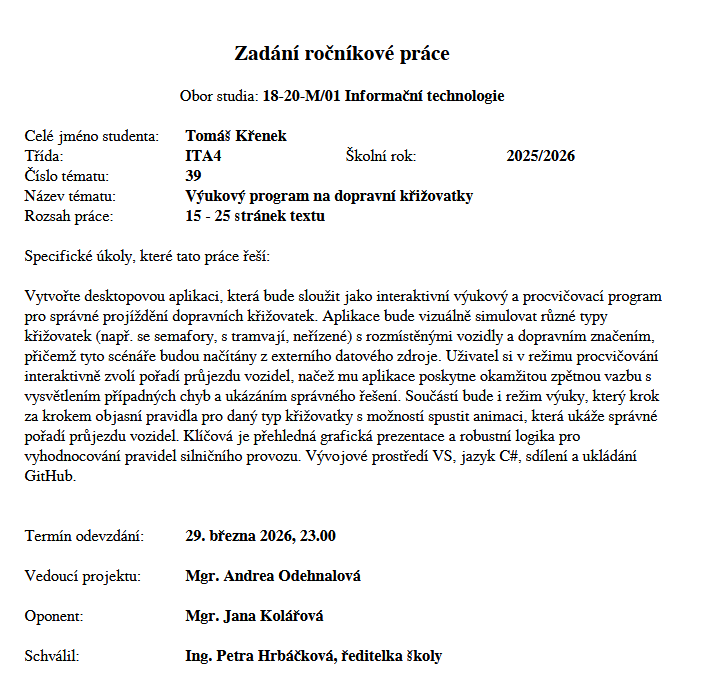 Zadání ročníkové práce
Obor studia: 18-20-M/01 Informační technologie
Celé jméno studenta: Tomáš Křenek
Třída: ITA4 Školní rok: 2025/2026
Číslo tématu: 39
Název tématu: Výukový program na dopravní křižovatky
Rozsah práce: 15 - 25 stránek textu
Specifické úkoly, které tato práce řeší:
Vytvořte desktopovou aplikaci, která bude sloužit jako interaktivní výukový a procvičovací program
pro správné projíždění dopravních křižovatek. Aplikace bude vizuálně simulovat různé typy
křižovatek (např. se semafory, s tramvají, neřízené) s rozmístěnými vozidly a dopravním značením,
přičemž tyto scénáře budou načítány z externího datového zdroje. Uživatel si v režimu procvičování
interaktivně zvolí pořadí průjezdu vozidel, načež mu aplikace poskytne okamžitou zpětnou vazbu s
vysvětlením případných chyb a ukázáním správného řešení. Součástí bude i režim výuky, který krok
za krokem objasní pravidla pro daný typ křižovatky s možností spustit animaci, která ukáže správné
pořadí průjezdu vozidel. Klíčová je přehledná grafická prezentace a robustní logika pro
vyhodnocování pravidel silničního provozu. Vývojové prostředí VS, jazyk C#, sdílení a ukládání
GitHub.
Termín odevzdání: 29. března 2026, 23.00
Vedoucí projektu: Mgr. Andrea Odehnalová
Oponent: Mgr. Jana Kolářová
Schválil: Ing. Petra Hrbáčková, ředitelka školy